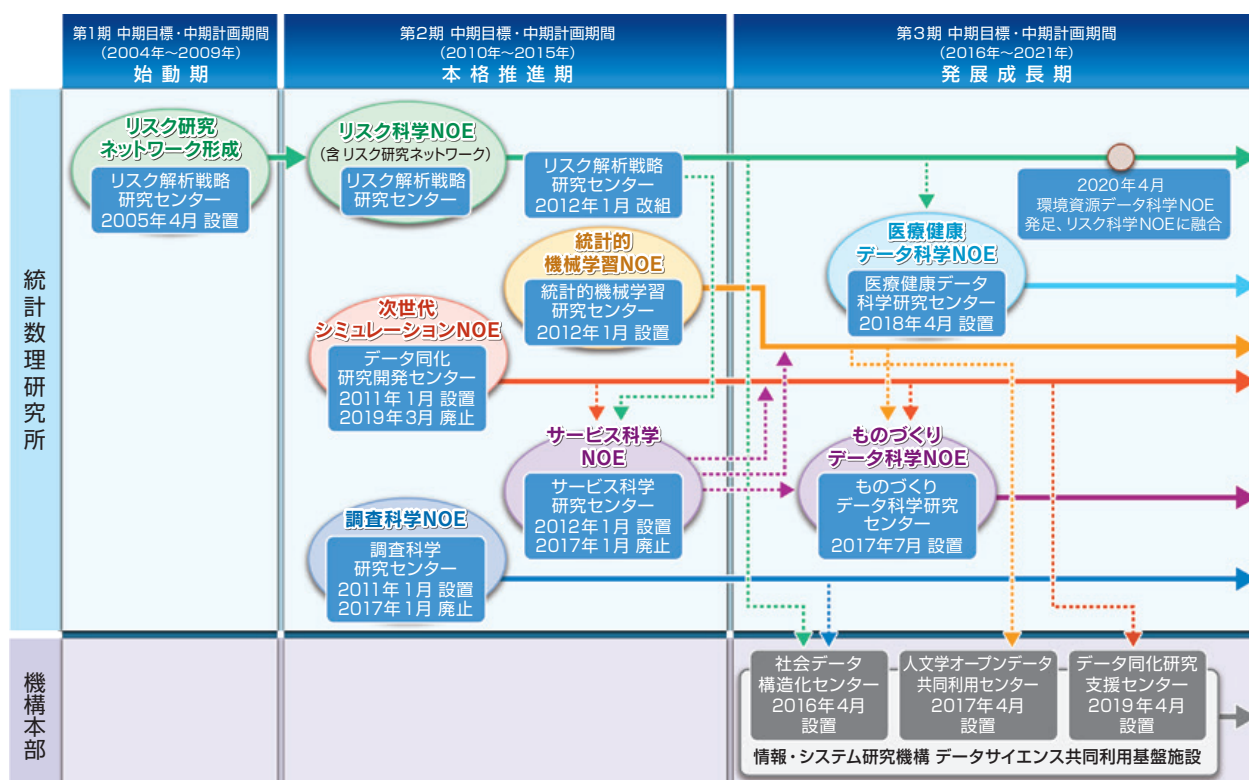 第1期 中期目標・中期計画期間
(2004年~2009年)
始動期
第2期 中期目標・中期計画期間
(2010年~2015年)
本格推進期
第3期 中期目標・中期計画期間
(2016年~2021年)
発展成長期
統計数理研究所
リスク研究
ネットワーク形成
リスク解析戦略
研究センター
2005年4月 設置
リスク科学NOE
(含 リスク研究ネットワーク)
リスク解析戦略
研究センター
リスク解析戦略
研究センター
2012年1月 改組
2020年4月
環境資源データ科学NOE
発足、リスク科学NOEに融合
統計的
機械学習NOE
統計的機械学習
研究センター
2012年1月 設置
医療健康
データ科学NOE
医療健康データ
科学研究センター
2018年4月 設置
次世代
シミュレーションNOE
データ同化
研究開発センター
2011年1月 設置
2019年3月 廃止
サービス科学
NOE
サービス科学
研究センター
2012年1月 設置
2017年1月 廃止
ものづくり
データ科学NOE
ものづくり
データ科学研究
センター
2017年7月 設置
調査科学NOE
調査科学
研究センター
2011年1月 設置
2017年1月 廃止
機構本部
社会データ
構造化センター
2016年4月
設置
人文学オープンデータ
共同利用センター
2017年4月
設置
データ同化研究
支援センター
2019年4月
設置
情報・システム研究機構 データサイエンス共同利用基盤施設